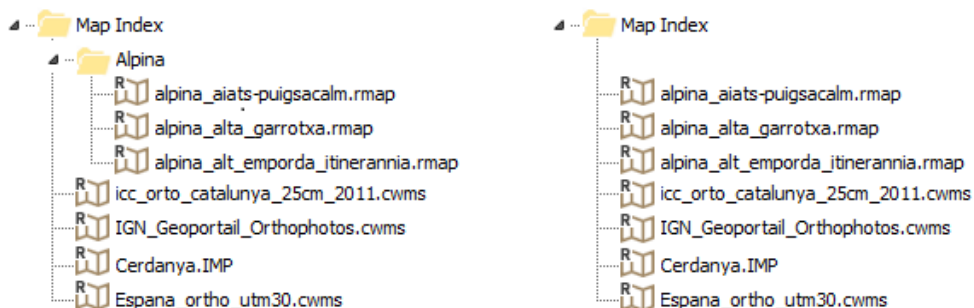 Map Index
Alpina
R alpina_aiats-puigsacalm.rmap
R alpina_alta_garrotxa.rmap
R alpina_alt_emporda_itinerannia.rmap
R icc_orto_catalunya_25cm_2011.cwms
R IGN_Geoportail_Orthophotos.cwms
R Cerdanya.IMP
R Espana_ortho_utm30.cwms
Map Index
R alpina_aiats-puigsacalm.rmap
R alpina_alta_garrotxa.rmap
R alpina_alt_emporda_itinerannia.rmap
R icc_orto_catalunya_25cm_2011.cwms
R IGN_Geoportail_Orthophotos.cwms
R Cerdanya.IMP
R Espana_ortho_utm30.cwms